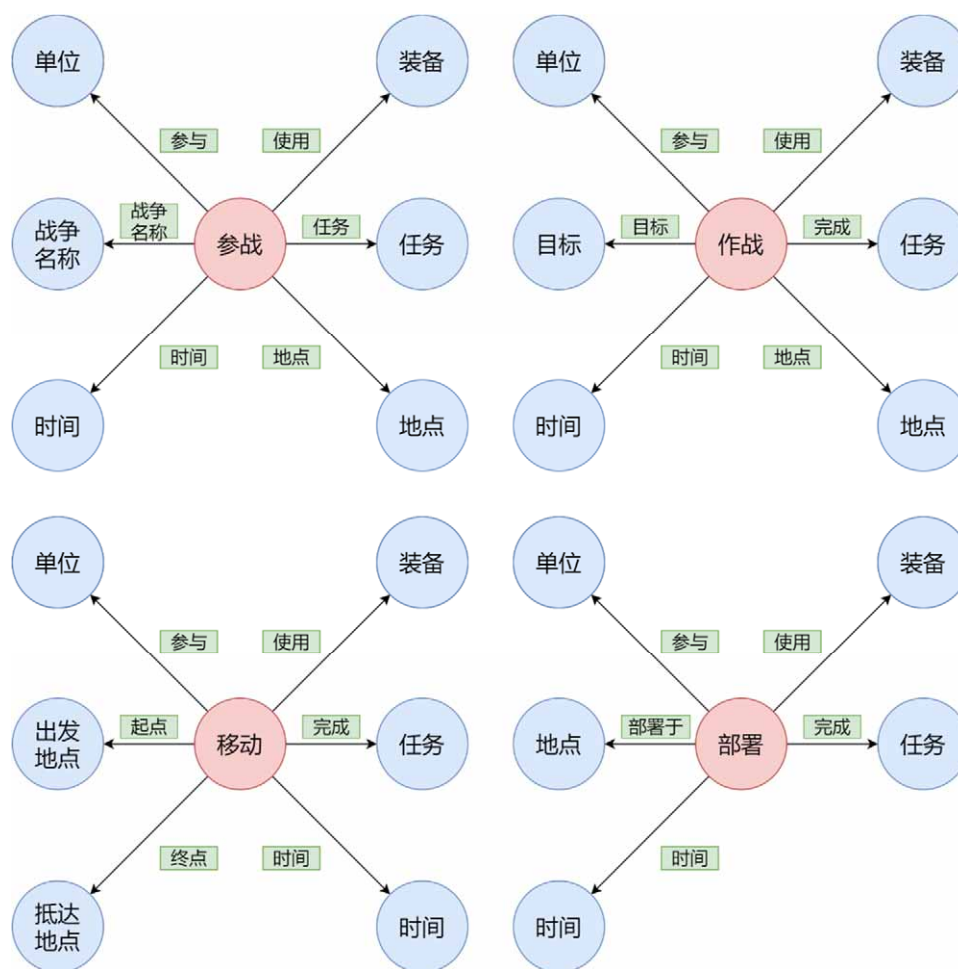 单位
装备
单位
装备
参与
使用
参与
使用
战争
名称
战争
名称
参战
任务
任务
目标
目标
作战
完成
任务
时间
地点
时间
地点
时间
地点
时间
地点
单位
装备
单位
装备
参与
使用
参与
使用
出发
地点
起点
移动
完成
任务
地点
部署于
部署
完成
任务
终点
时间
时间
抵达
地点
时间
时间